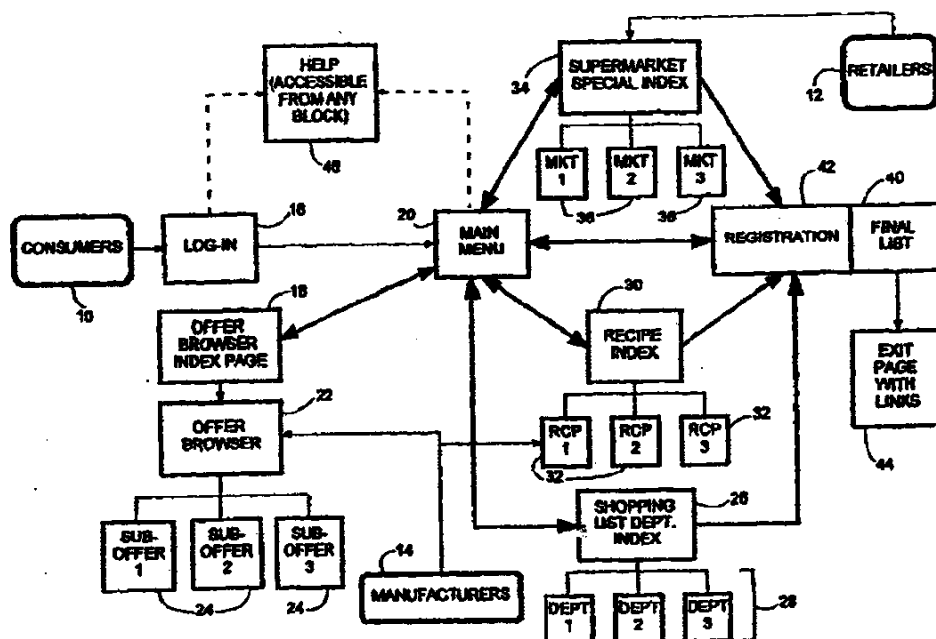 HELP
(ACCESSIBLE
FROM ANY
BLOCK)
46
34
SUPERMARKET
SPECIAL INDEX
12
RETAILERS
MKT
1
MKT
2
MKT
3
36
36
42
40
CONSUMERS
10
16
LOG-IN
20
MAIN
MENU
REGISTRATION
FINAL
LIST
18
OFFER
BROWSER
INDEX PAGE
30
RECIPE
INDEX
EXIT
PAGE
WITH
LINKS
44
22
OFFER
BROWSER
RCP
1
RCP
2
RCP
3
32
32
26
SHOPPING
LIST DEPT.
INDEX
SUB-
OFFER
1
SUB-
OFFER
2
SUB-
OFFER
3
24
24
14
MANUFACTURERS
DEPT
1
DEPT
2
DEPT
3
28